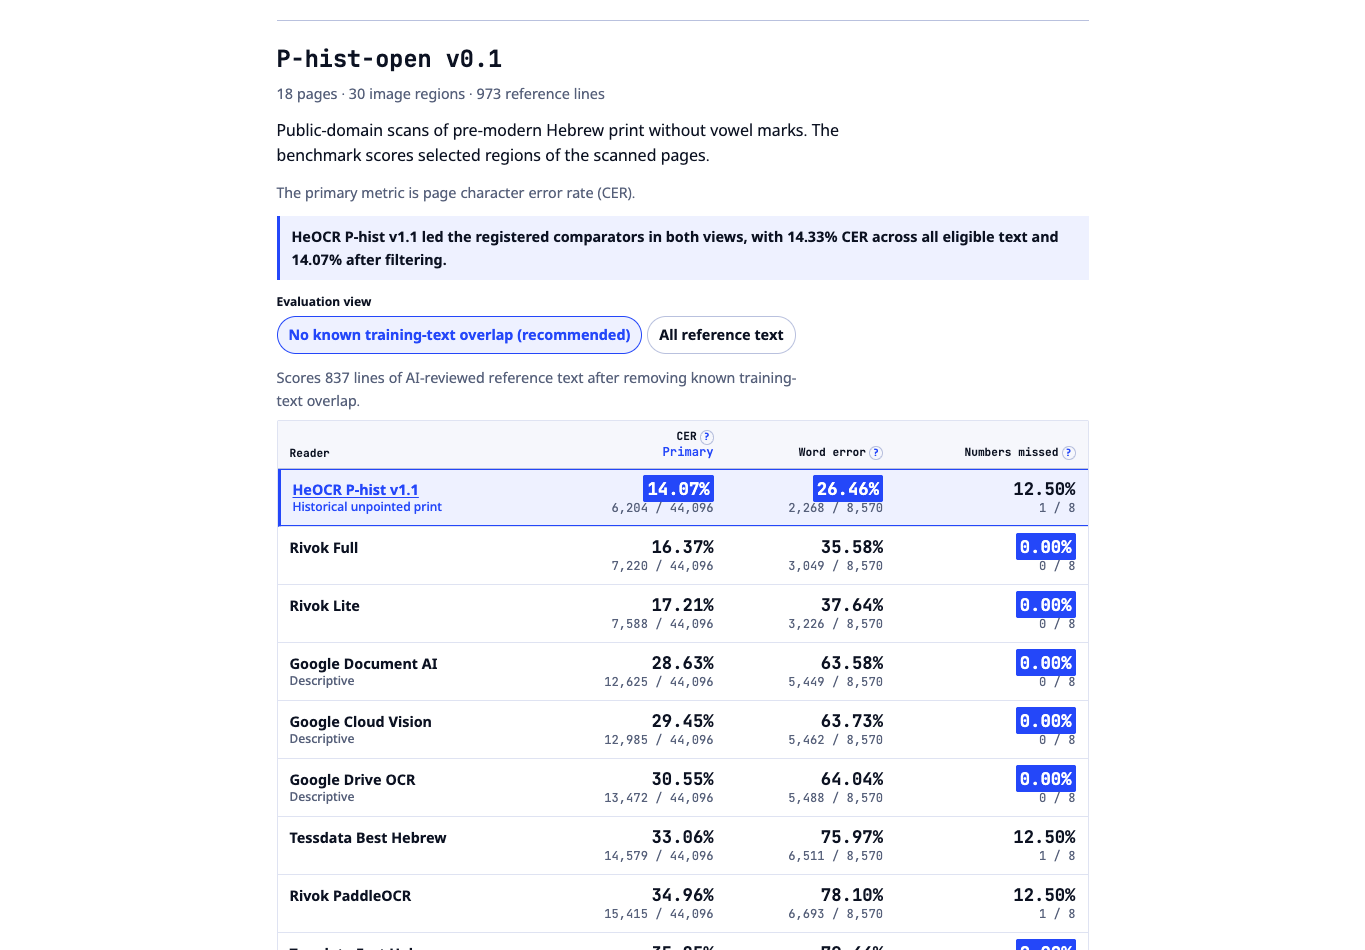 P-hist-open v0.1
18 pages · 30 image regions · 973 reference lines
Public-domain scans of pre-modern Hebrew print without vowel marks. The
benchmark scores selected regions of the scanned pages.
The primary metric is page character error rate (CER).
HeOCR P-hist v1.1 led the registered comparators in both views, with 14.33% CER across all eligible text and
14.07% after filtering.
Evaluation view
No known training-text overlap (recommended) All reference text
Scores 837 lines of AI-reviewed reference text after removing known training-
text overlap.
CER ?
Reader Primary Word error ? Numbers missed ?
HeOCR P-hist v1.1 14.07% 26.46% 12.50%
Historical unpointed print 6,204 / 44,096 2,268 / 8,570 1 / 8
Rivok Full 16.37% 35.58% 0.00%
7,220 / 44,096 3,049 / 8,570 0 / 8
Rivok Lite 17.21% 37.64% 0.00%
7,588 / 44,096 3,226 / 8,570 0 / 8
Google Document AI 28.63% 63.58% 0.00%
Descriptive 12,625 / 44,096 5,449 / 8,570 0 / 8
Google Cloud Vision 29.45% 63.73% 0.00%
Descriptive 12,985 / 44,096 5,462 / 8,570 0 / 8
Google Drive OCR 30.55% 64.04% 0.00%
Descriptive 13,472 / 44,096 5,488 / 8,570 0 / 8
Tessdata Best Hebrew 33.06% 75.97% 12.50%
14,579 / 44,096 6,511 / 8,570 1 / 8
Rivok PaddleOCR 34.96% 78.10% 12.50%
15,415 / 44,096 6,693 / 8,570 1 / 8